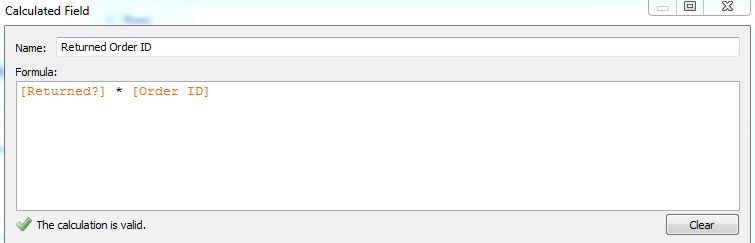 Calculated Field
Name: Returned Order ID
Formula:
[Returned?] * [Order ID]
The calculation is valid.
Clear